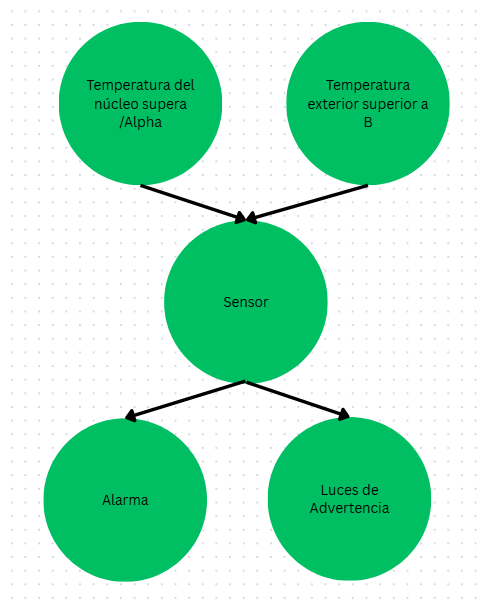 Temperatura del
núcleo supera
/Alpha
Temperatura
exterior superior a
B
Sensor
Alarma
Luces de
Advertencia